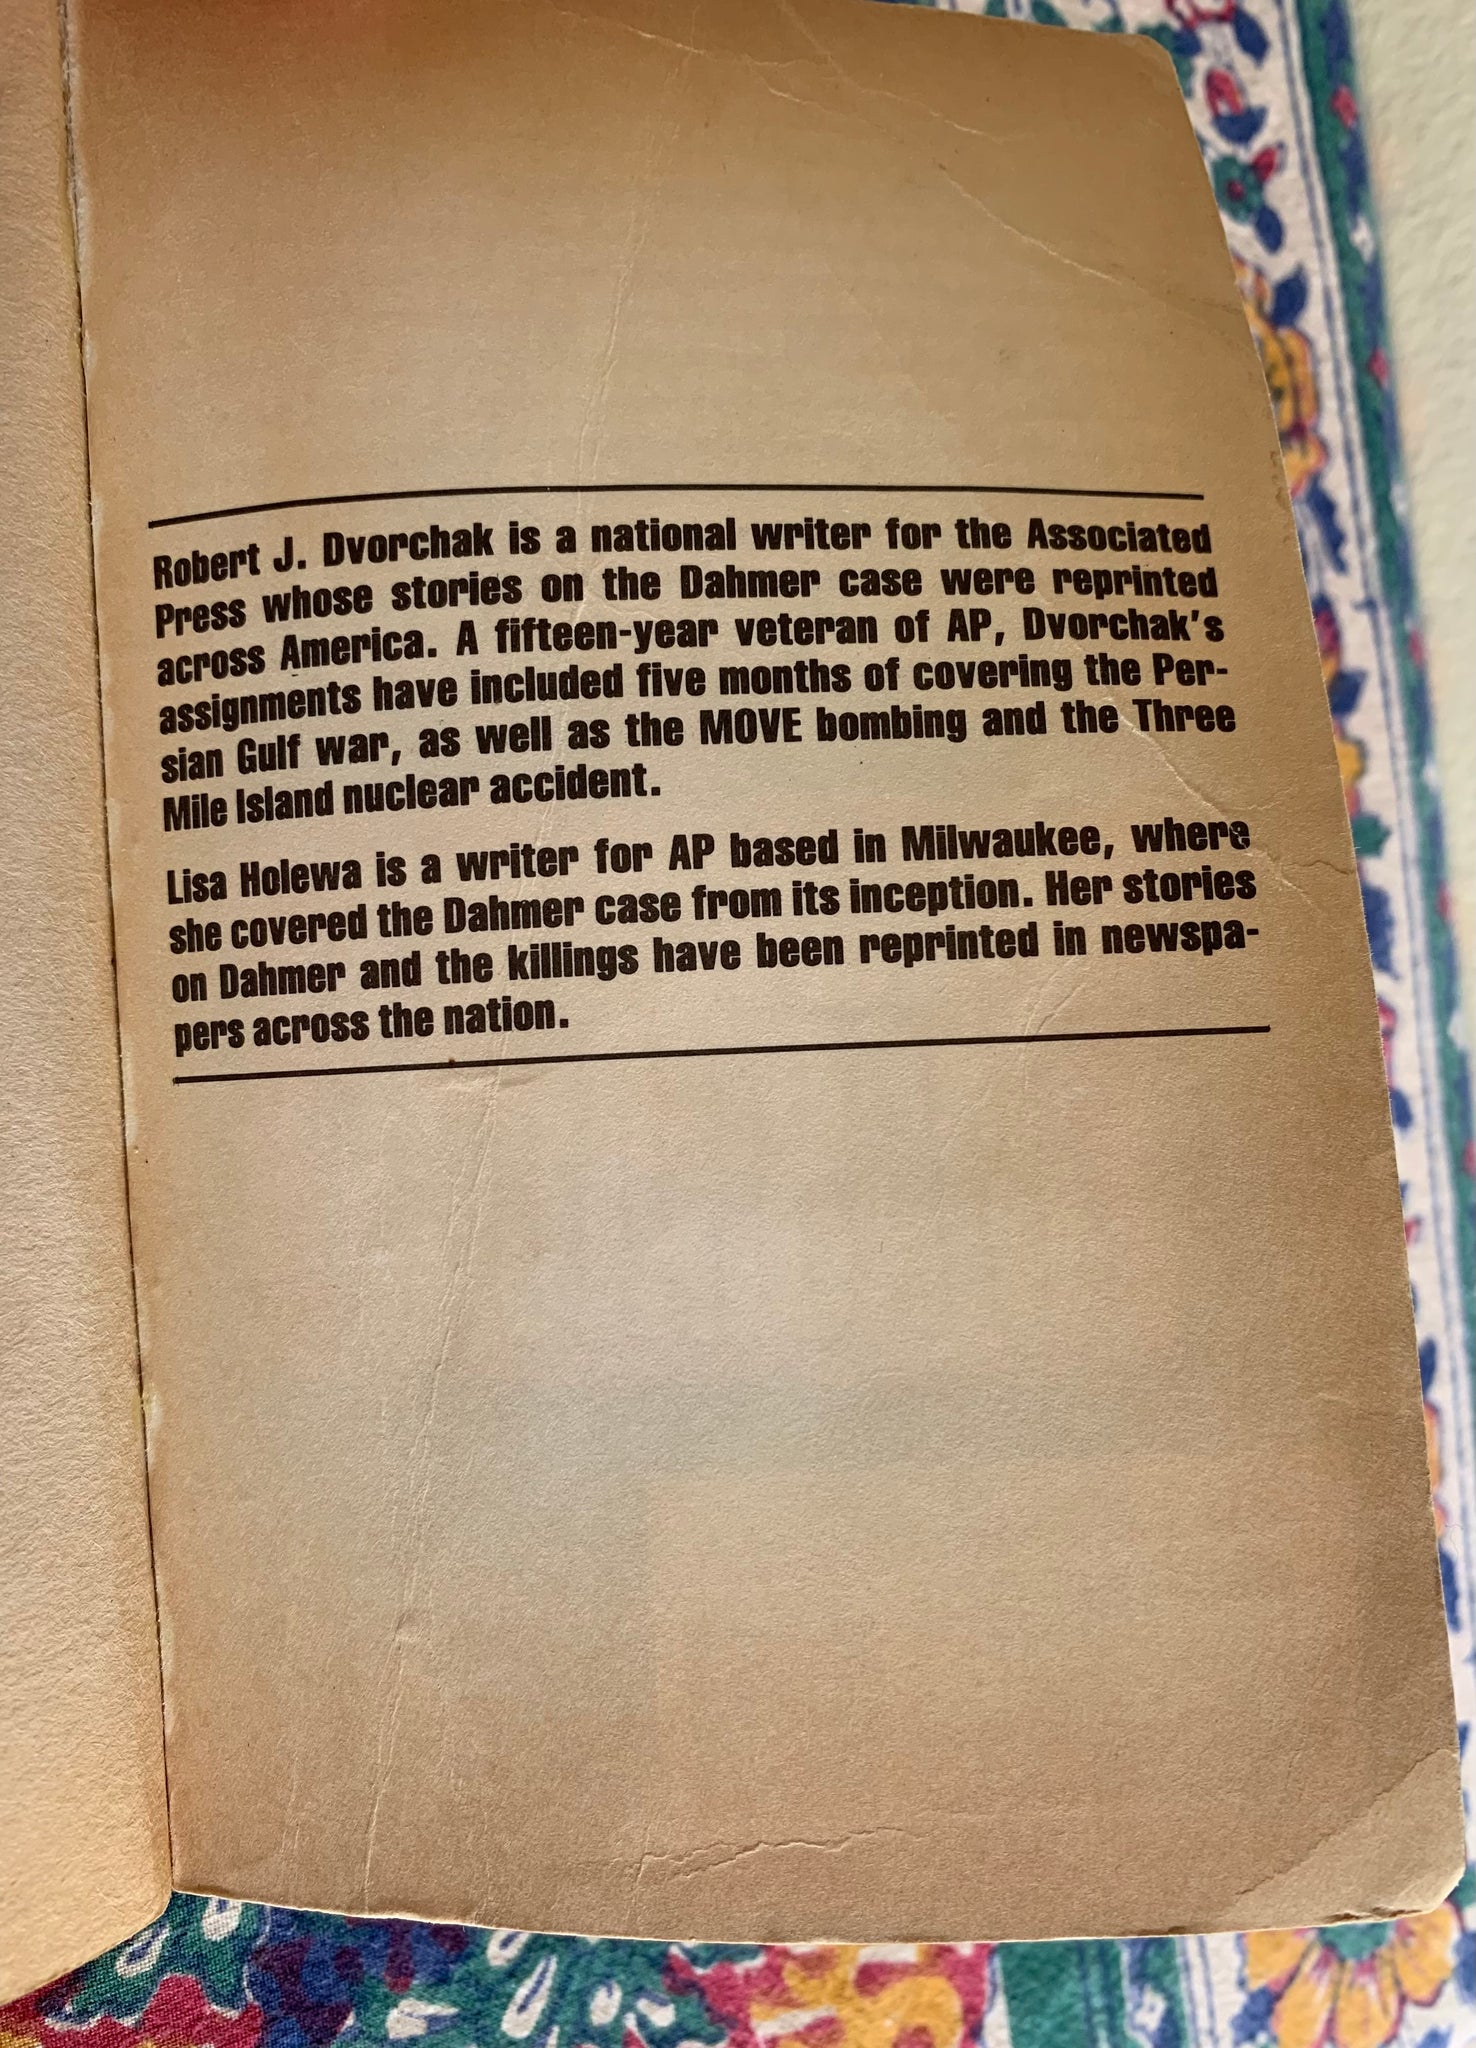 Robert J. Dvorchak is a national writer for the Associated
Press whose stories on the Dahmer case were reprinted
across America. A fifteen-year veteran of AP, Dvorchak's
assignments have included five months of covering the Per-
sian Gulf war, as well as the MOVE bombing and the Three
Mile Island nuclear accident.
Lisa Holewa is a writer for AP based in Milwaukee, where
she covered the Dahmer case from its inception. Her stories
on Dahmer and the killings have been reprinted in newspa-
pers across the nation.